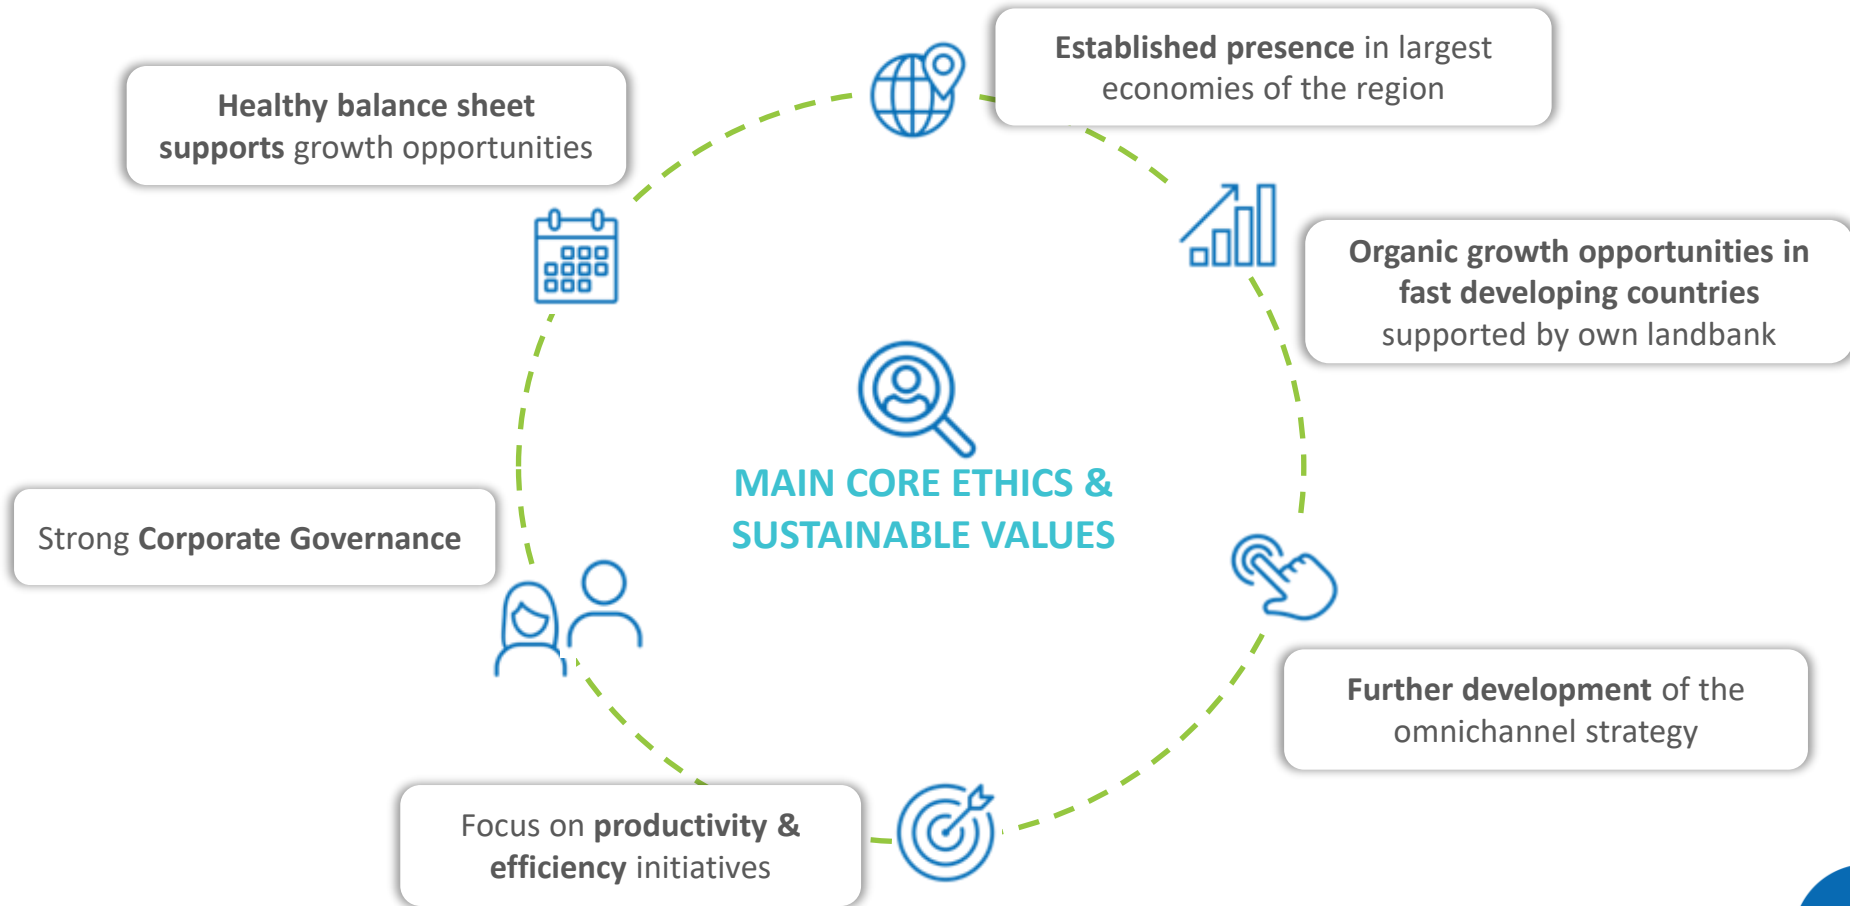 Established presence in largest
economies of the region
Healthy balance sheet
supports growth opportunities
Organic growth opportunities in
fast developing countries
supported by own landbank
MAIN CORE ETHICS &
SUSTAINABLE VALUES
Strong Corporate Governance
Further development of the
omnichannel strategy
Focus on productivity &
efficiency initiatives